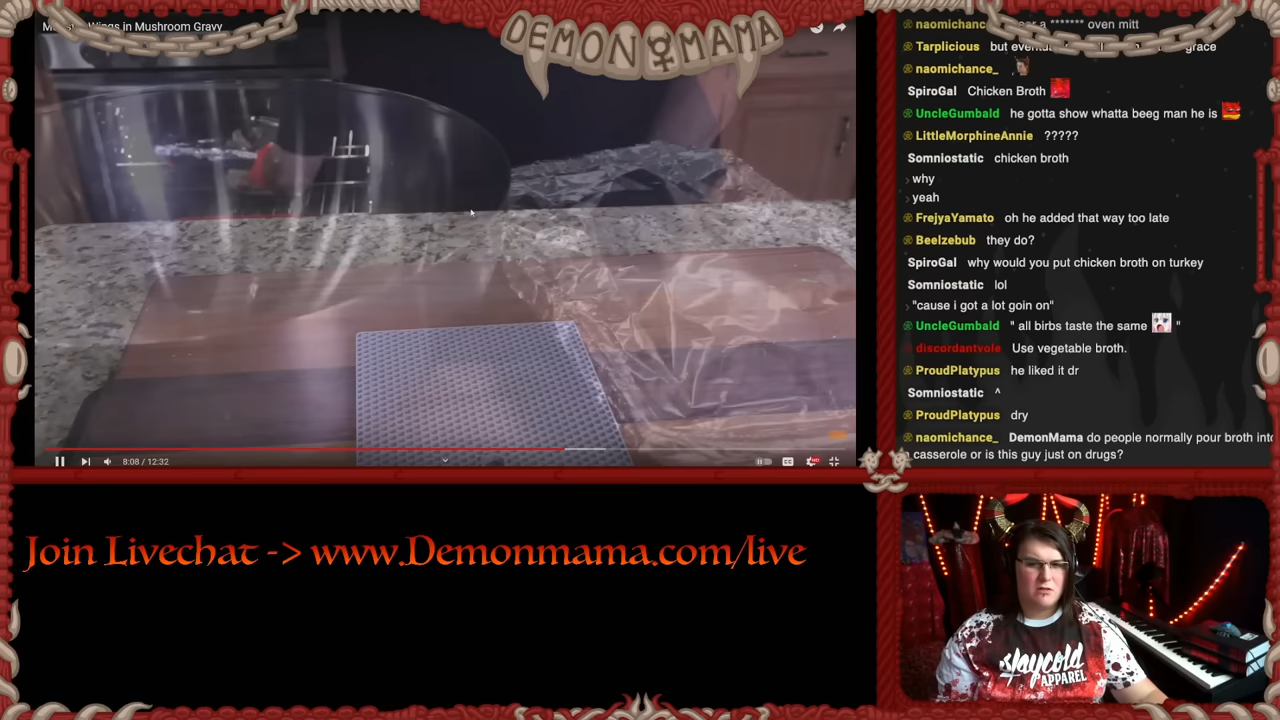 Wings in Mushroom Gravy
DEMON MAMA
oven mitt
Tarplicious but
naomichance_
SpiroGal Chicken Broth
UncleGumbald he gotta show whatta beeg man he is
LittleMorphineAnnie ?????
Somniostatic chicken broth
why
yeah
FrejyaYamato oh he added that way too late
Beelzebub they do?
SpiroGal why would you put chicken broth on turkey
Somniostatic lol
"cause i got a lot goin on"
UncleGumbald " all birbs taste the same "
discordantvole Use vegetable broth.
ProudPlatypus he liked it dr
Somniostatic ^
ProudPlatypus dry
naomichance_ DemonMama do people normally pour broth into
casserole or is this guy just on drugs?
8:08 / 12:32
CC
HD
Join Livechat -> www.Demonmama.com/live
staycold
APPAREL